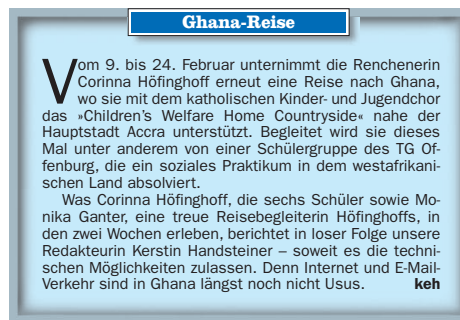 Ghana-Reise
Vom 9. bis 24. Februar unternimmt die Renchenerin
Corinna Höfinghoff erneut eine Reise nach Ghana,
wo sie mit dem katholischen Kinder- und Jugendchor
das »Children's Welfare Home Countryside« nahe der
Hauptstadt Accra unterstützt. Begleitet wird sie dieses
Mal unter anderem von einer Schülergruppe des TG Of-
fenburg, die ein soziales Praktikum in dem westafrikani-
schen Land absolviert.
Was Corinna Höfinghoff, die sechs Schüler sowie Mo-
nika Ganter, eine treue Reisebegleiterin Höfinghoffs, in
den zwei Wochen erleben, berichtet in loser Folge unsere
Redakteurin Kerstin Handsteiner – soweit es die techni-
schen Möglichkeiten zulassen. Denn Internet und E-Mail-
Verkehr sind in Ghana längst noch nicht Usus. keh